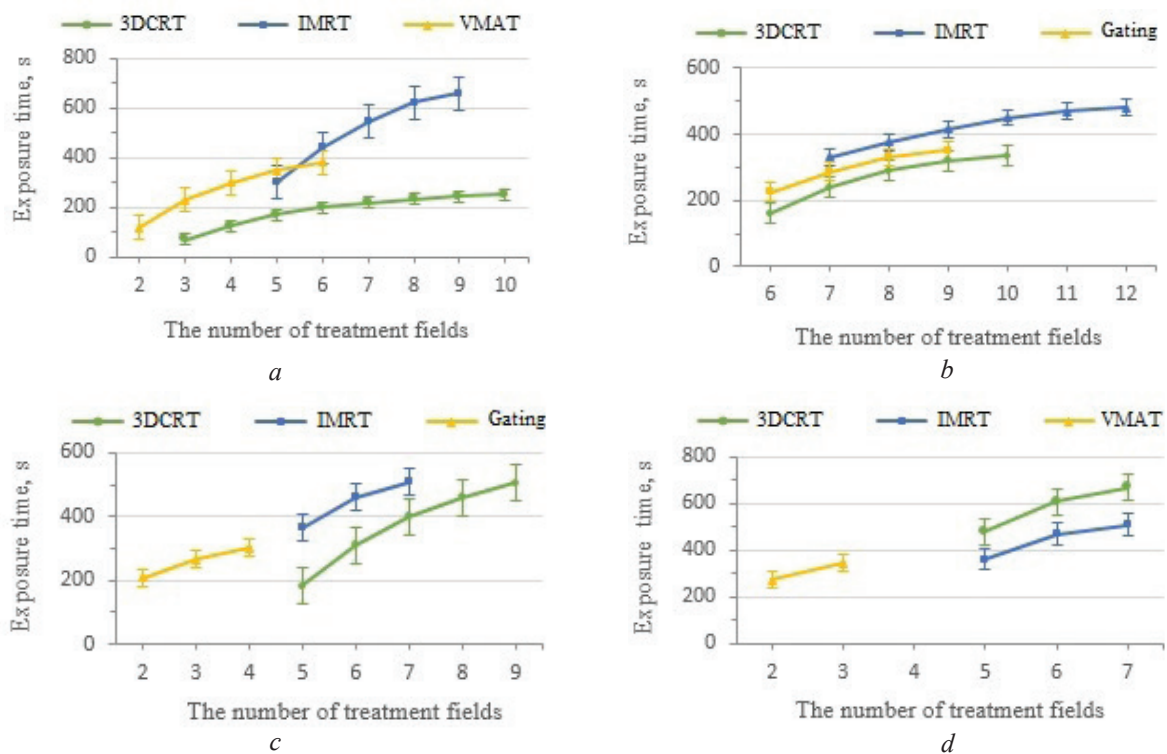 3DCRT IMRT VMAT
Exposure time, s
800
600
400
200
0
2 3 4 5 6 7 8 9 10
The number of treatment fields
a
3DCRT IMRT Gating
Exposure time, s
600
400
200
0
6 7 8 9 10 11 12
The number of treatment fields
b
3DCRT IMRT Gating
Exposure time, s
600
400
200
0
2 3 4 5 6 7 8 9
The number of treatment fields
c
3DCRT IMRT VMAT
Exposure time, s
800
600
400
200
0
2 3 4 5 6 7
The number of treatment fields
d